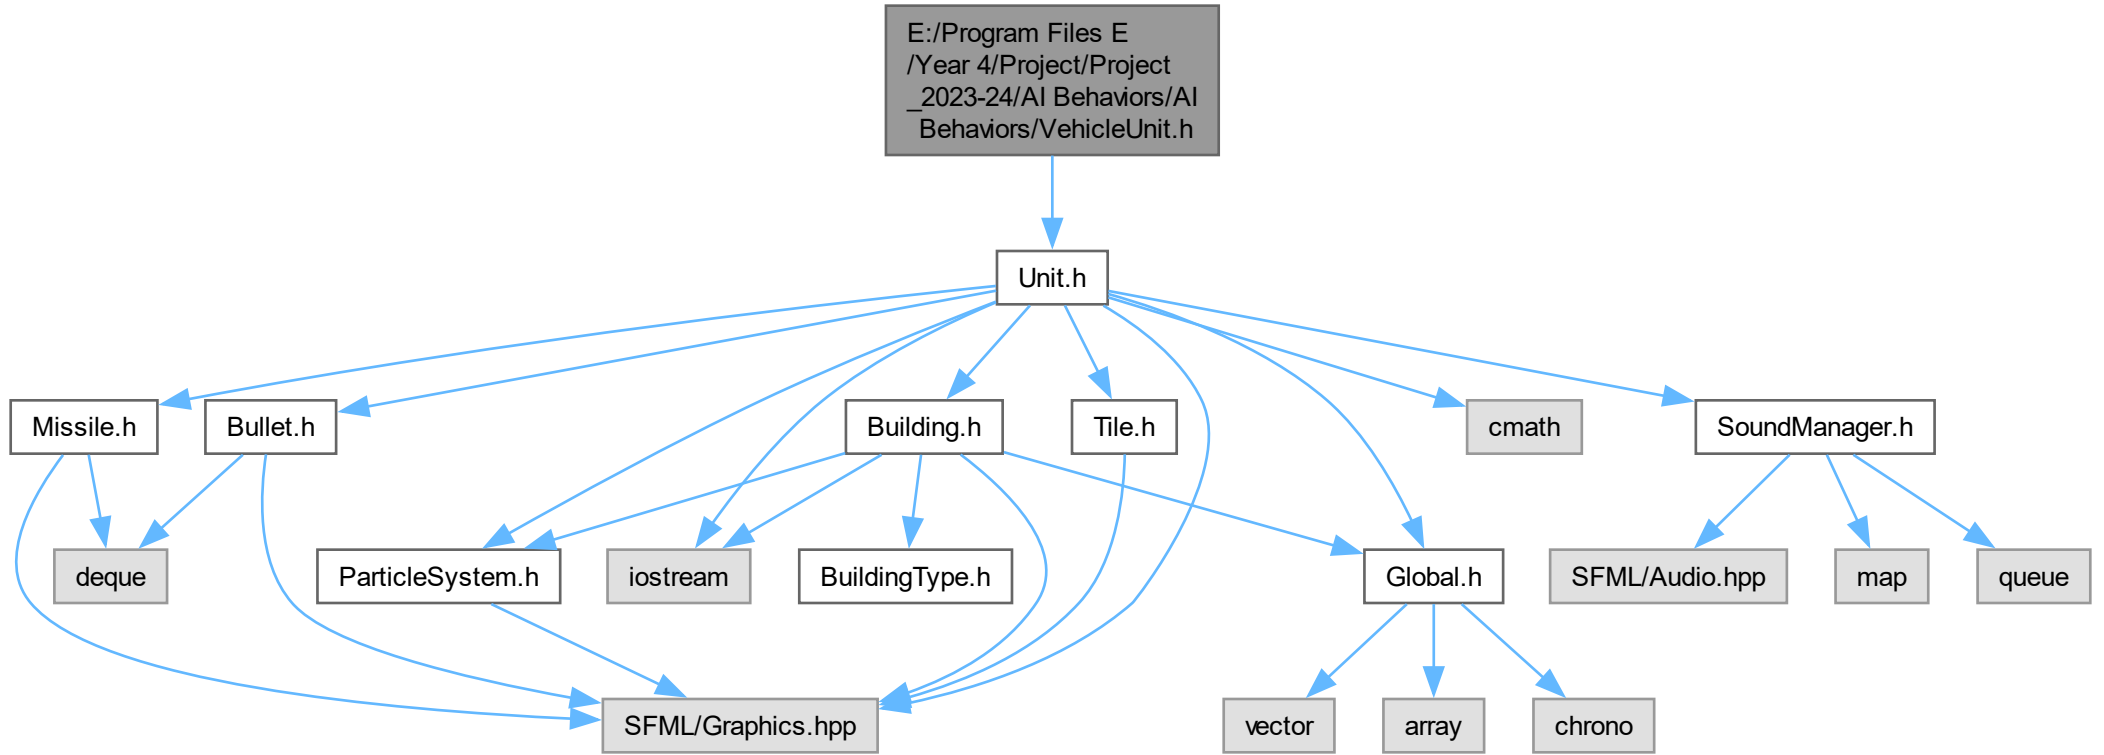 E:/Program Files E
/Year 4/Project/Project
_2023-24/AI Behaviors/AI
Behaviors/VehicleUnit.h
Unit.h
Missile.h
Bullet.h
Building.h
Tile.h
cmath
SoundManager.h
deque
ParticleSystem.h
iostream
BuildingType.h
Global.h
SFML/Audio.hpp
map
queue
SFML/Graphics.hpp
vector
array
chrono